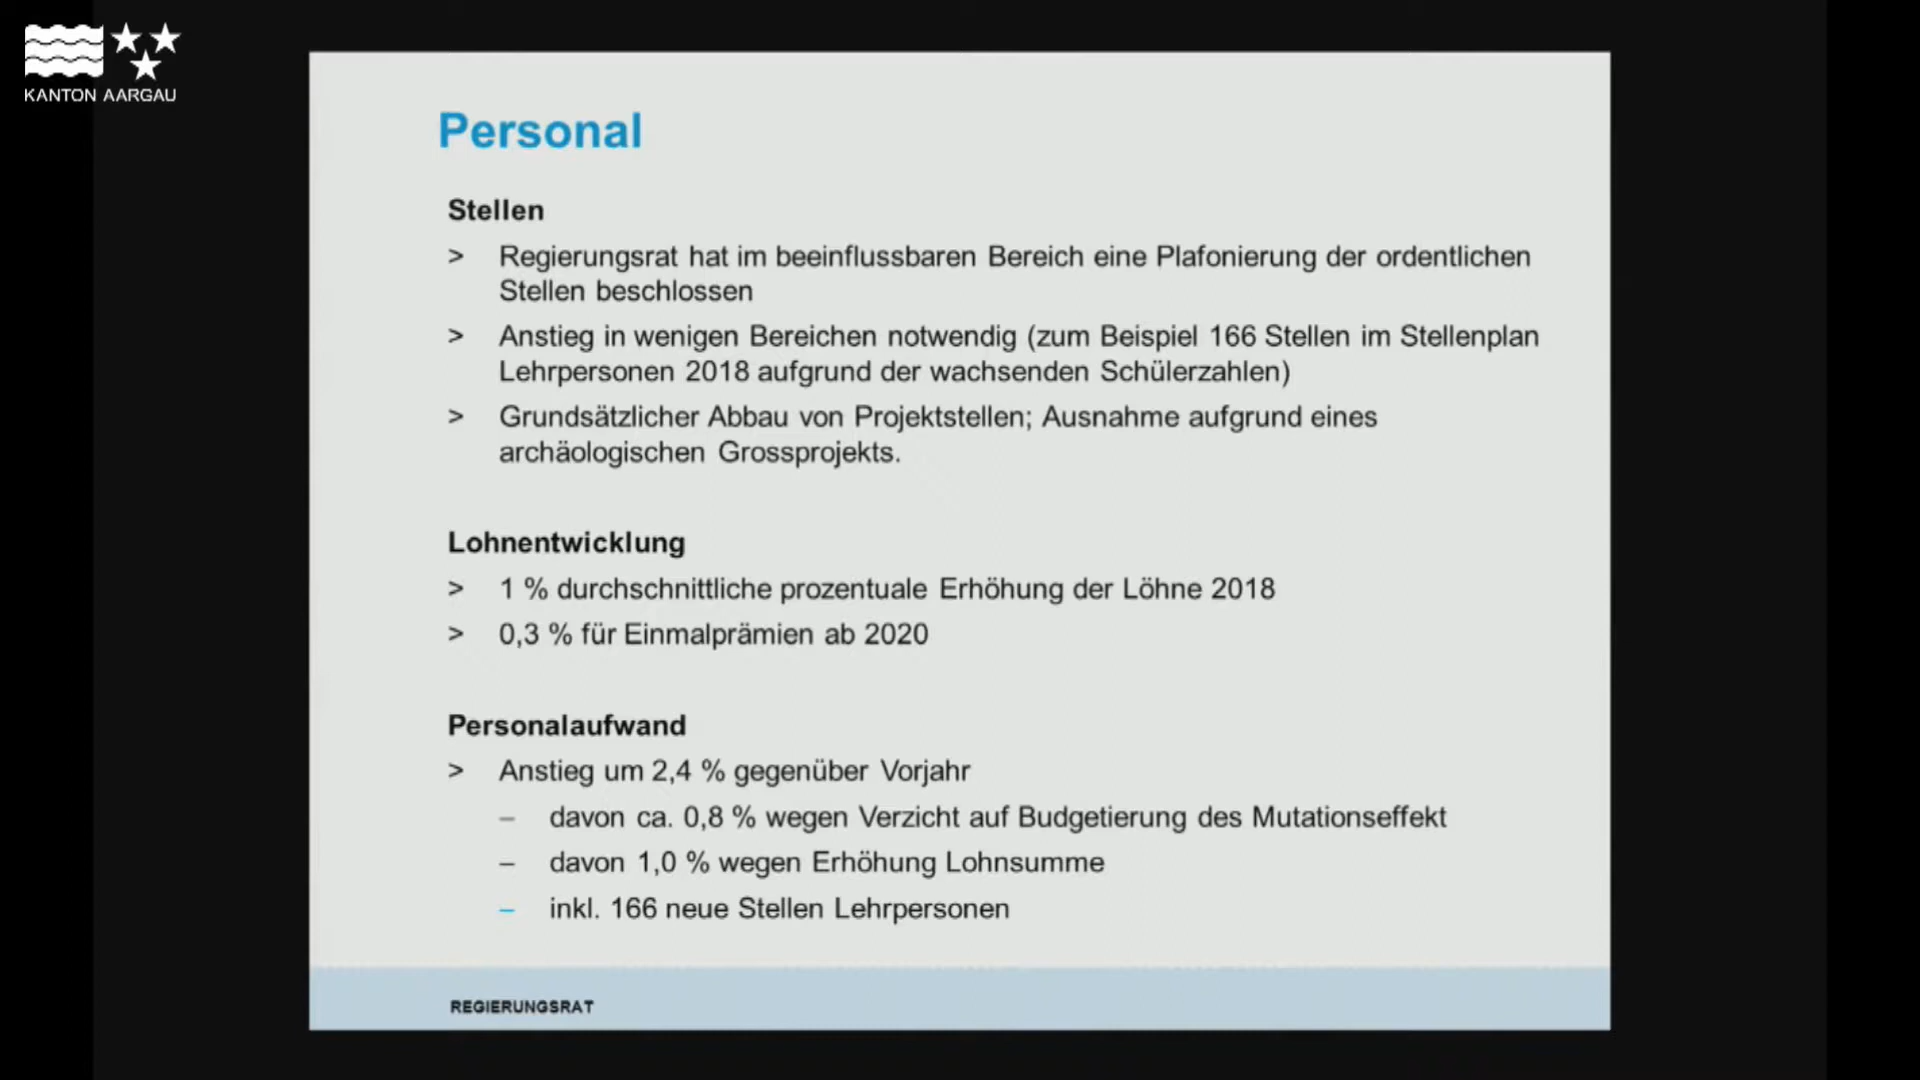 KANTON AARGAU
Personal
Stellen
> Regierungsrat hat im beeinflussbaren Bereich eine Plafonierung der ordentlichen
Stellen beschlossen
> Anstieg in wenigen Bereichen notwendig (zum Beispiel 166 Stellen im Stellenplan
Lehrpersonen 2018 aufgrund der wachsenden Schülerzahlen)
> Grundsätzlicher Abbau von Projektstellen; Ausnahme aufgrund eines
archäologischen Grossprojekts.
Lohnentwicklung
> 1 % durchschnittliche prozentuale Erhöhung der Löhne 2018
> 0,3 % für Einmalprämien ab 2020
Personalaufwand
> Anstieg um 2,4 % gegenüber Vorjahr
– davon ca. 0,8 % wegen Verzicht auf Budgetierung des Mutationseffekt
– davon 1,0 % wegen Erhöhung Lohnsumme
– inkl. 166 neue Stellen Lehrpersonen
REGIERUNGSRAT